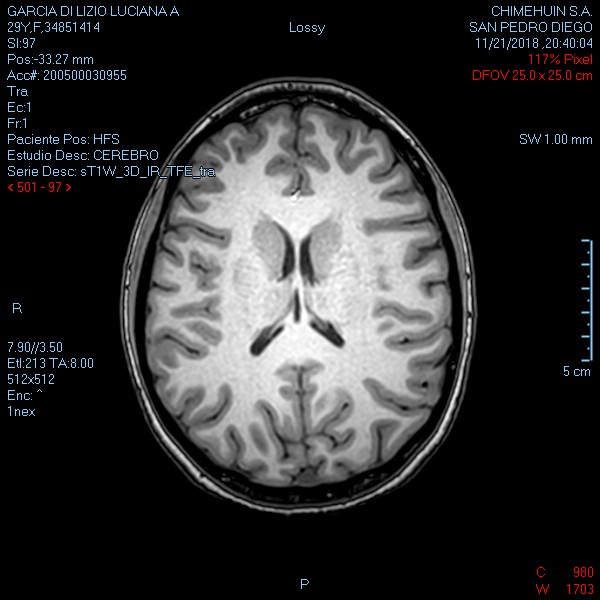 GARCIA DI LIZIO LUCIANA A
29Y,F,34851414
Sl:97
Pos:-33.27 mm
Acc#: 200500030955
Tra
Ec:1
Fr:1
Paciente Pos: HFS
Estudio Desc: CEREBRO
Serie Desc: sT1W_3D_IR_TFE_tra
< 501 - 97 >
Lossy
CHIMEHUIN S.A.
SAN PEDRO DIEGO
11/21/2018 ,20:40:04
117% Pixel
DFOV 25.0 x 25.0 cm
SW 1.00 mm
R
7.90//3.50
Etl:213 TA:8.00
512x512
Enc: ^
1nex
5 cm
P
C 980
W 1703